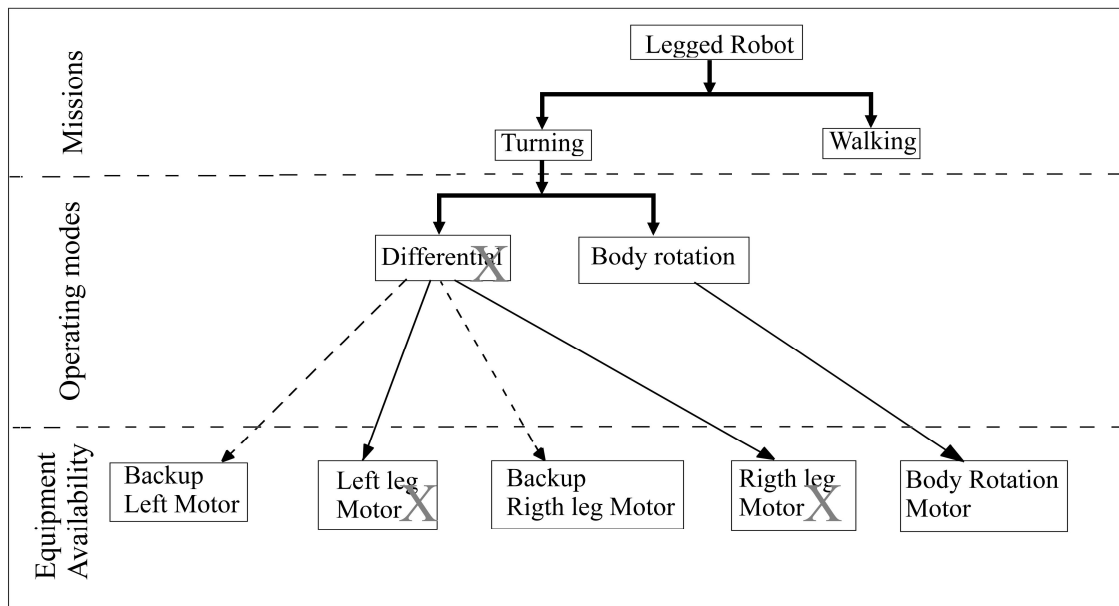 Missions
Legged Robot
Turning
Walking
Operating modes
Differential
X
Body rotation
Equipment
Availability
Backup
Left Motor
Left leg
Motor X
Backup
Rigth leg Motor
Rigth leg
Motor X
Body Rotation
Motor